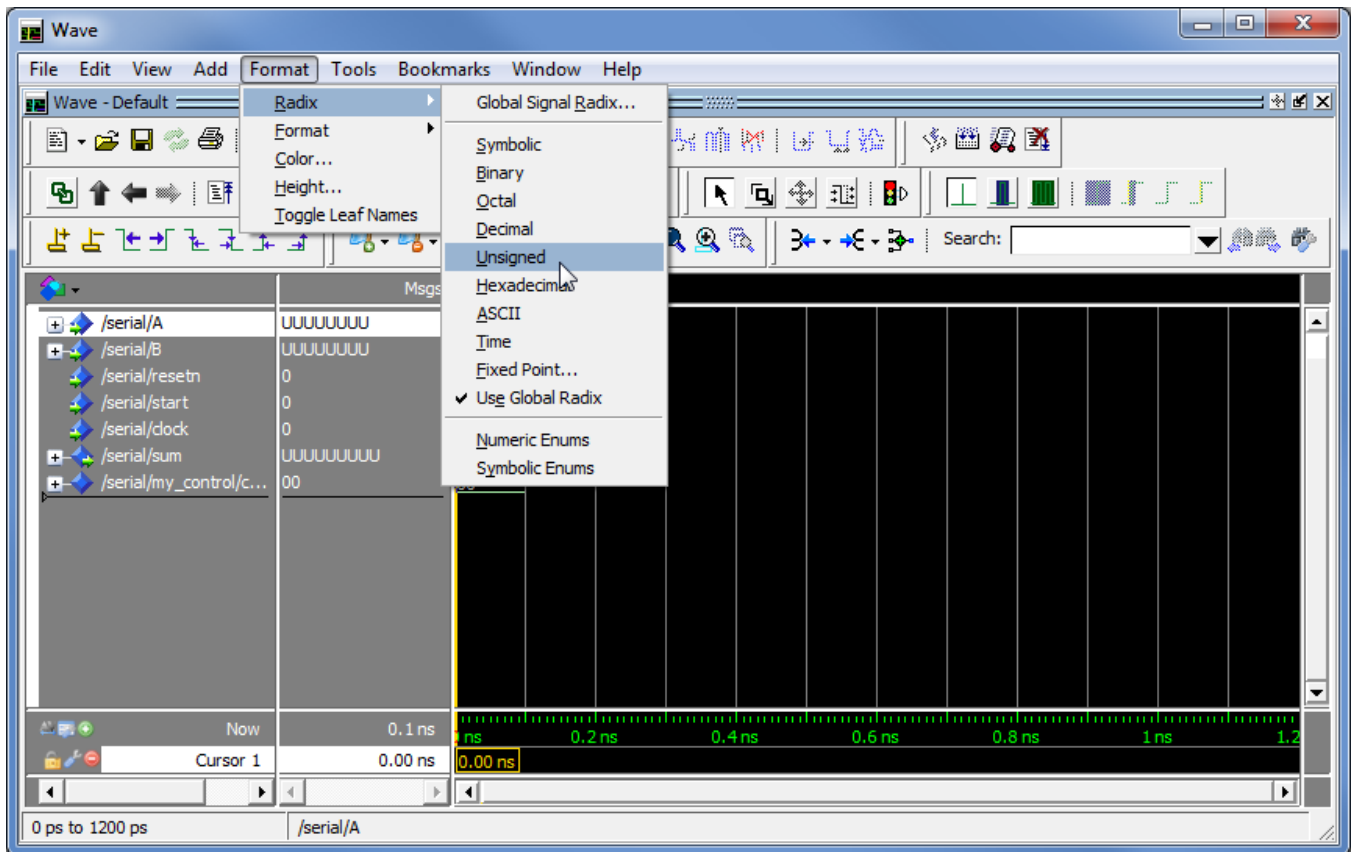 Wave
File Edit View Add Format Tools Bookmarks Window Help
Wave - Default
Radix
Format
Color...
Height...
Toggle Leaf Names
Global Signal Radix...
Symbolic
Binary
Octal
Decimal
Unsigned
Hexadecimal
ASCII
Time
Fixed Point...
Use Global Radix
Numeric Enums
Symbolic Enums
Search:
Msgs
/serial/A UUUUUUUU
/serial/B UUUUUUUU
/serial/resetn 0
/serial/start 0
/serial/clock 0
/serial/sum UUUUUUUUU
/serial/my_control/c... 00
Now 0.1 ns
ns 0.2 ns 0.4 ns 0.6 ns 0.8 ns 1 ns 1.2
Cursor 1 0.00 ns 0.00 ns
0 ps to 1200 ps /serial/A